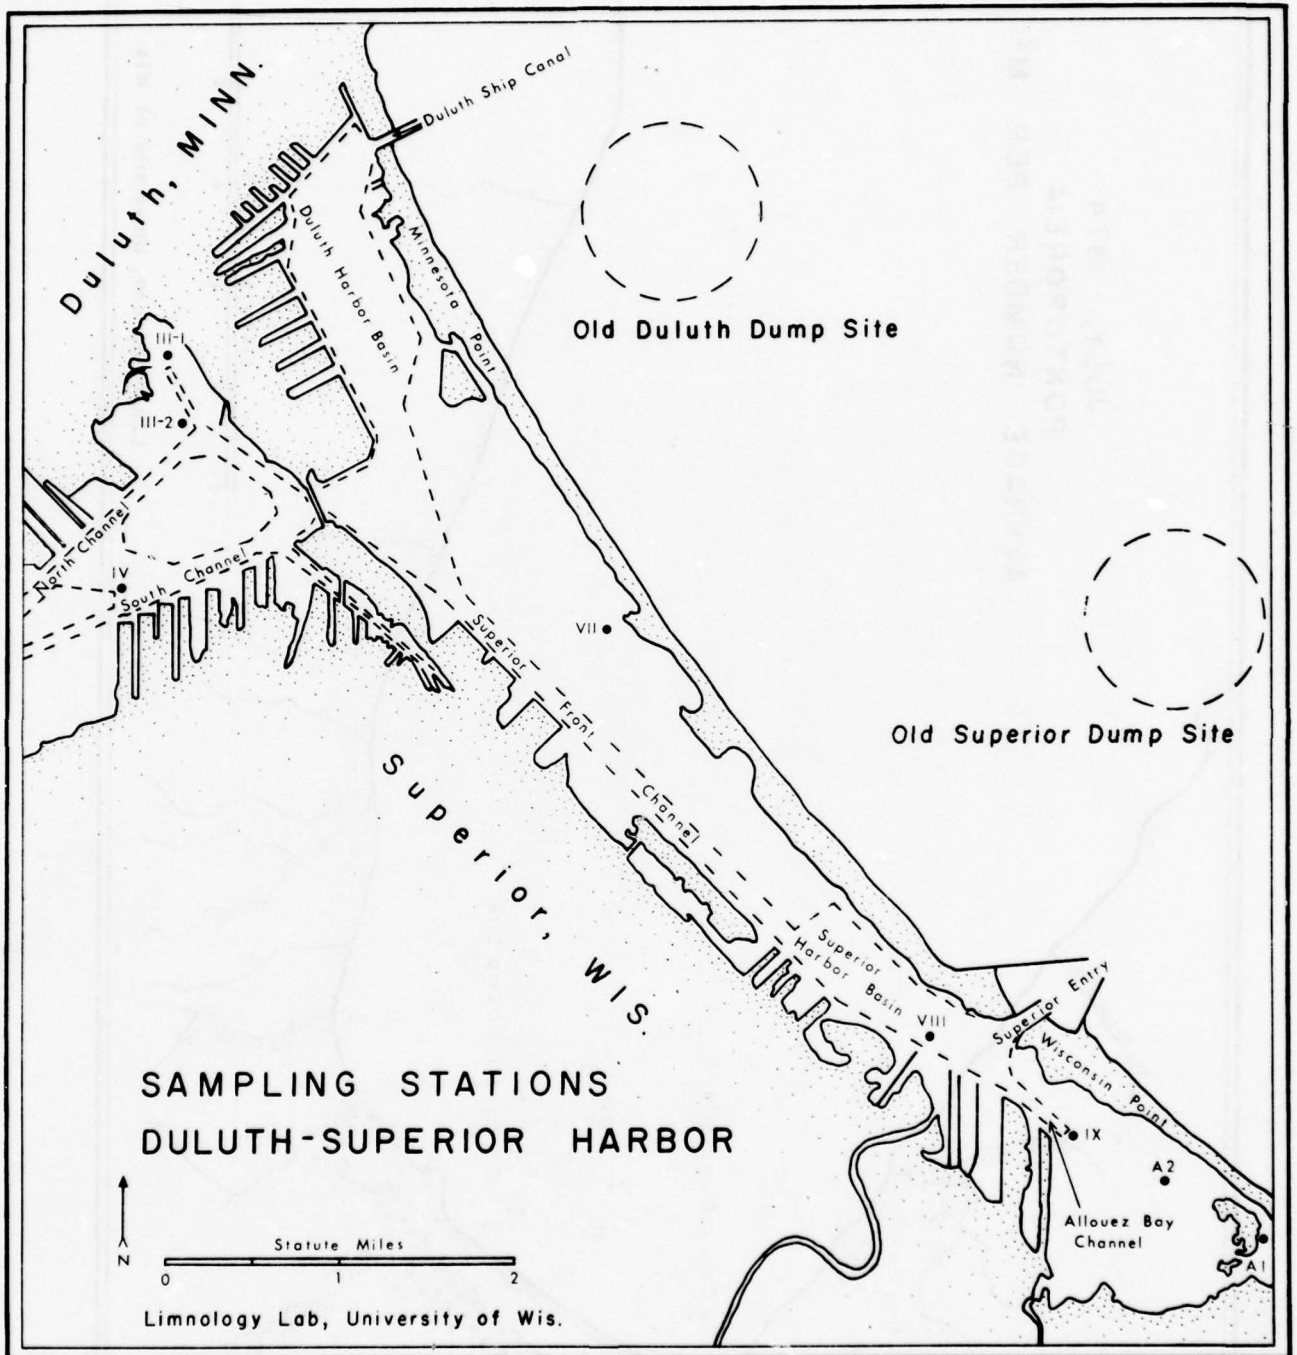 Duluth, MINN.
Duluth Ship Canal
Duluth Harbor Basin
Minnesota Point
Old Duluth Dump Site
III-1
III-2
North Channel
IV
South Channel
VII
Superior Front Channel
Old Superior Dump Site
Superior, WIS.
Superior
Harbor Basin
VIII
Superior Entry
Wisconsin Point
IX
A2
Allouez Bay
Channel
A1
SAMPLING STATIONS
DULUTH-SUPERIOR HARBOR
N
Statute Miles
0 1 2
Limnology Lab, University of Wis.